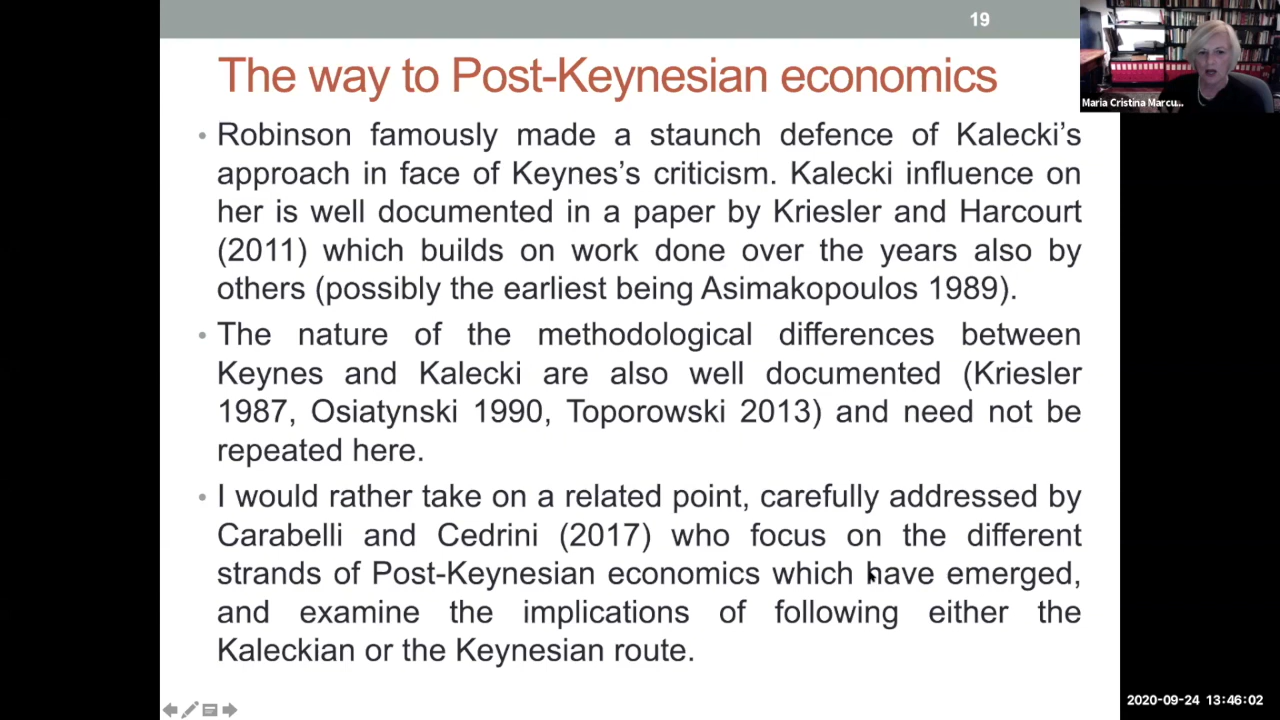 19
The way to Post-Keynesian economics
Maria Cristina Marcu...
• Robinson famously made a staunch defence of Kalecki's
approach in face of Keynes's criticism. Kalecki influence on
her is well documented in a paper by Kriesler and Harcourt
(2011) which builds on work done over the years also by
others (possibly the earliest being Asimakopoulos 1989).
• The nature of the methodological differences between
Keynes and Kalecki are also well documented (Kriesler
1987, Osiatynski 1990, Toporowski 2013) and need not be
repeated here.
• I would rather take on a related point, carefully addressed by
Carabelli and Cedrini (2017) who focus on the different
strands of Post-Keynesian economics which have emerged,
and examine the implications of following either the
Kaleckian or the Keynesian route.
2020-09-24 13:46:02